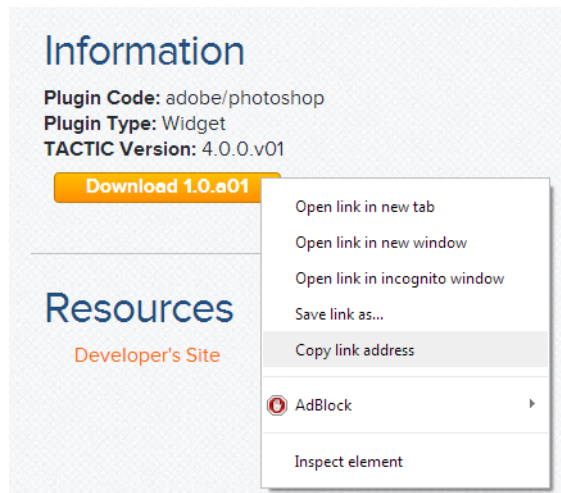 Information
Plugin Code: adobe/photoshop
Plugin Type: Widget
TACTIC Version: 4.0.0.v01
Download 1.0.a01
Open link in new tab
Open link in new window
Open link in incognito window
Save link as...
Copy link address
AdBlock
Inspect element
Resources
Developer's Site